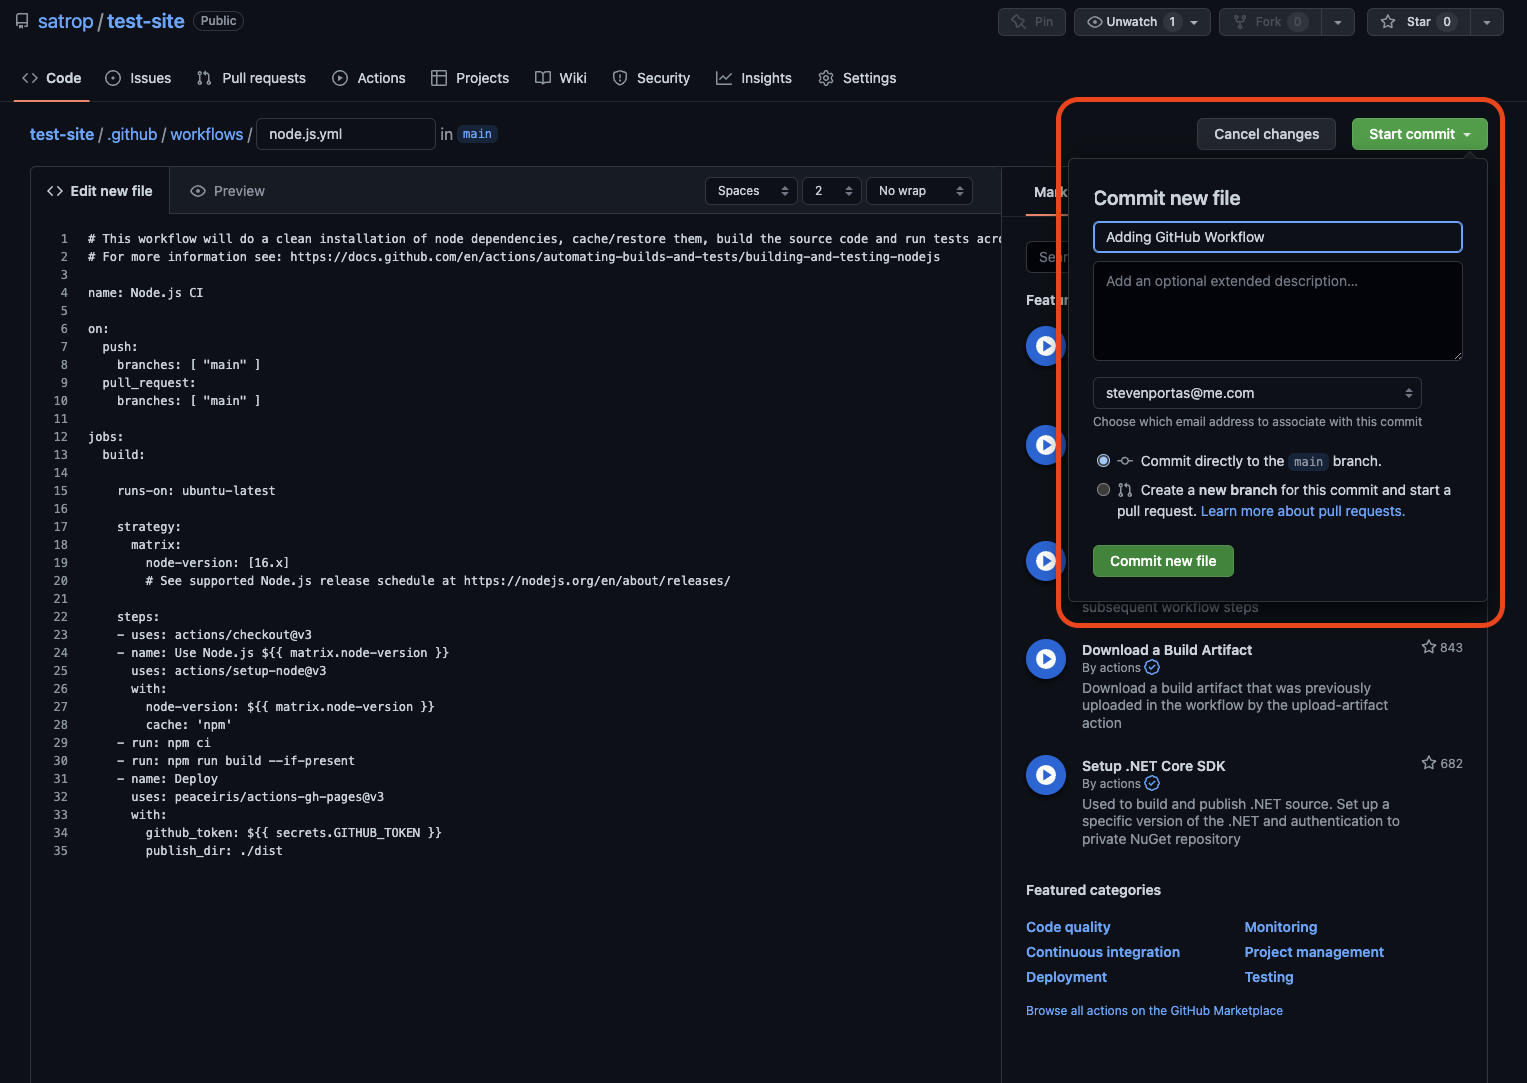 satrop / test-site Public
Pin Unwatch 1 Fork 0 Star 0
Code Issues Pull requests Actions Projects Wiki Security Insights Settings
test-site / .github / workflows / node.js.yml in main
Cancel changes Start commit
Edit new file Preview Spaces 2 No wrap
1 # This workflow will do a clean installation of node dependencies, cache/restore them, build the source code and run tests acro
2 # For more information see: https://docs.github.com/en/actions/automating-builds-and-tests/building-and-testing-nodejs
3
4 name: Node.js CI
5
6 on:
7 push:
8 branches: [ "main" ]
9 pull_request:
10 branches: [ "main" ]
11
12 jobs:
13 build:
14
15 runs-on: ubuntu-latest
16
17 strategy:
18 matrix:
19 node-version: [16.x]
20 # See supported Node.js release schedule at https://nodejs.org/en/about/releases/
21
22 steps:
23 - uses: actions/checkout@v3
24 - name: Use Node.js ${{ matrix.node-version }}
25 uses: actions/setup-node@v3
26 with:
27 node-version: ${{ matrix.node-version }}
28 cache: 'npm'
29 - run: npm ci
30 - run: npm run build --if-present
31 - name: Deploy
32 uses: peaceiris/actions-gh-pages@v3
33 with:
34 github_token: ${{ secrets.GITHUB_TOKEN }}
35 publish_dir: ./dist
Mark
Sear
Featur
Commit new file
Adding GitHub Workflow
Add an optional extended description...
stevenportas@me.com
Choose which email address to associate with this commit
Commit directly to the main branch.
Create a new branch for this commit and start a
pull request. Learn more about pull requests.
Commit new file
subsequent workflow steps
Download a Build Artifact 843
By actions
Download a build artifact that was previously
uploaded in the workflow by the upload-artifact
action
Setup .NET Core SDK 682
By actions
Used to build and publish .NET source. Set up a
specific version of the .NET and authentication to
private NuGet repository
Featured categories
Code quality Monitoring
Continuous integration Project management
Deployment Testing
Browse all actions on the GitHub Marketplace